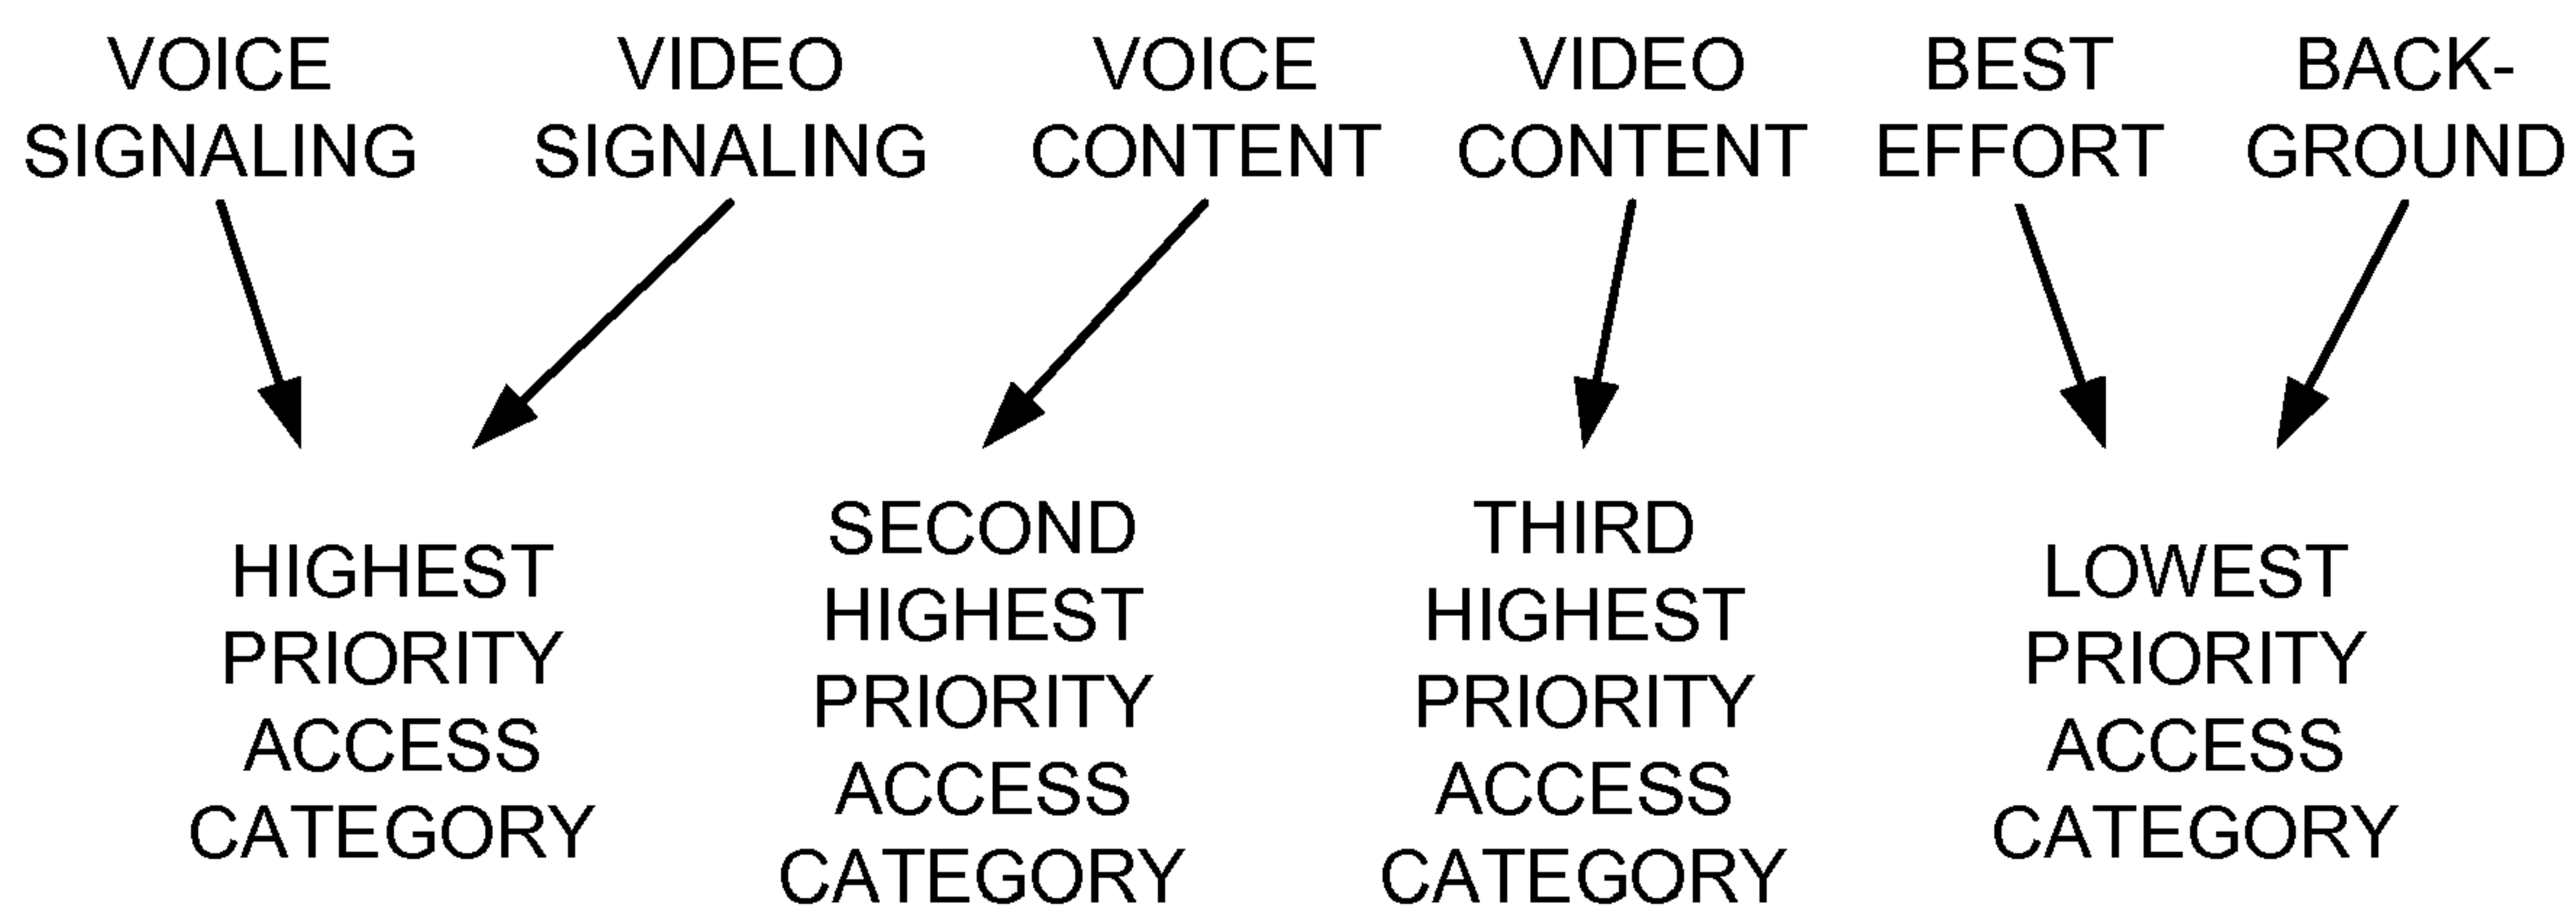 VOICE
SIGNALING
VIDEO
SIGNALING
VOICE
CONTENT
VIDEO
CONTENT
BEST
EFFORT
BACK-
GROUND
HIGHEST
PRIORITY
ACCESS
CATEGORY
SECOND
HIGHEST
PRIORITY
ACCESS
CATEGORY
THIRD
HIGHEST
PRIORITY
ACCESS
CATEGORY
LOWEST
PRIORITY
ACCESS
CATEGORY